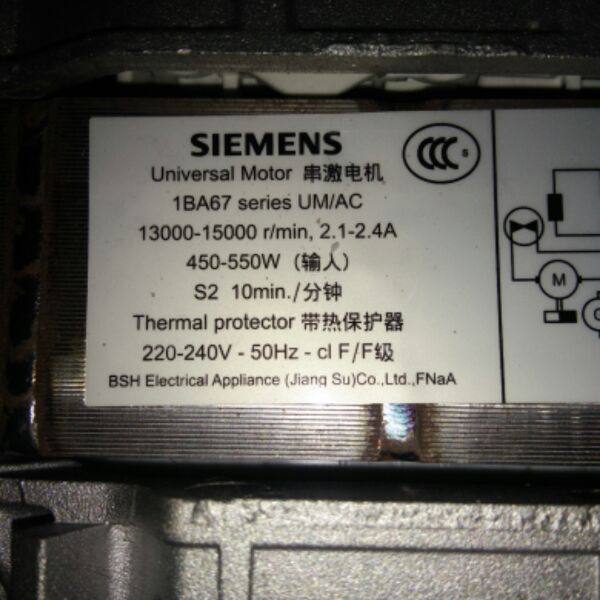 SIEMENS
CCC S
Universal Motor 串激电机
1BA67 series UM/AC
13000-15000 r/min, 2.1-2.4A
450-550W (输人)
S2 10min./分钟
Thermal protector 带热保护器
220-240V - 50Hz - cl F/F级
BSH Electrical Appliance (Jiang Su)Co.,Ltd.,FNaA
M